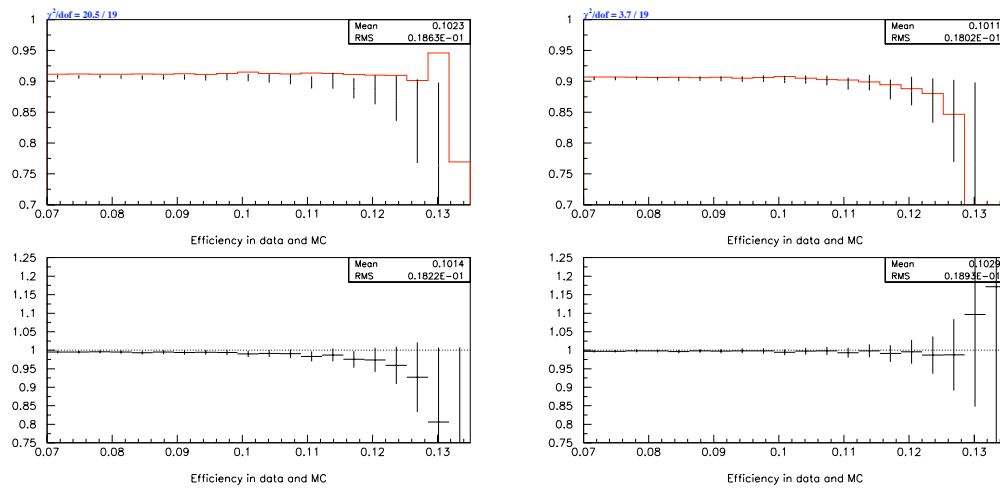 χ²/dof = 20.5 / 19
Mean 0.1023
RMS 0.1863E-01
1
0.95
0.9
0.85
0.8
0.75
0.7
0.07 0.08 0.09 0.1 0.11 0.12 0.13
Efficiency in data and MC
χ²/dof = 3.7 / 19
Mean 0.1011
RMS 0.1802E-01
1
0.95
0.9
0.85
0.8
0.75
0.7
0.07 0.08 0.09 0.1 0.11 0.12 0.13
Efficiency in data and MC
Mean 0.1014
RMS 0.1822E-01
1.25
1.2
1.15
1.1
1.05
1
0.95
0.9
0.85
0.8
0.75
0.07 0.08 0.09 0.1 0.11 0.12 0.13
Efficiency in data and MC
Mean 0.1029
RMS 0.1893E-01
1.25
1.2
1.15
1.1
1.05
1
0.95
0.9
0.85
0.8
0.75
0.07 0.08 0.09 0.1 0.11 0.12 0.13
Efficiency in data and MC